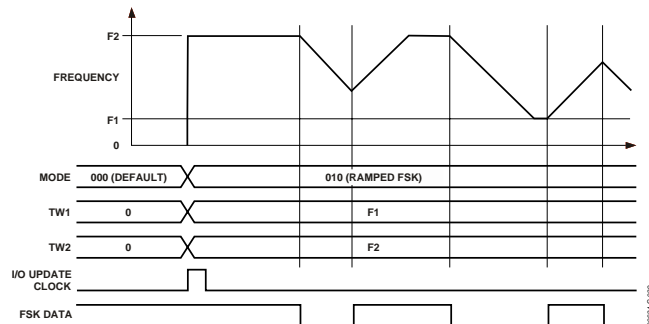 F2
FREQUENCY
F1
0
MODE 000 (DEFAULT) 010 (RAMPED FSK)
TW1 0 F1
TW2 0 F2
I/O UPDATE
CLOCK
FSK DATA